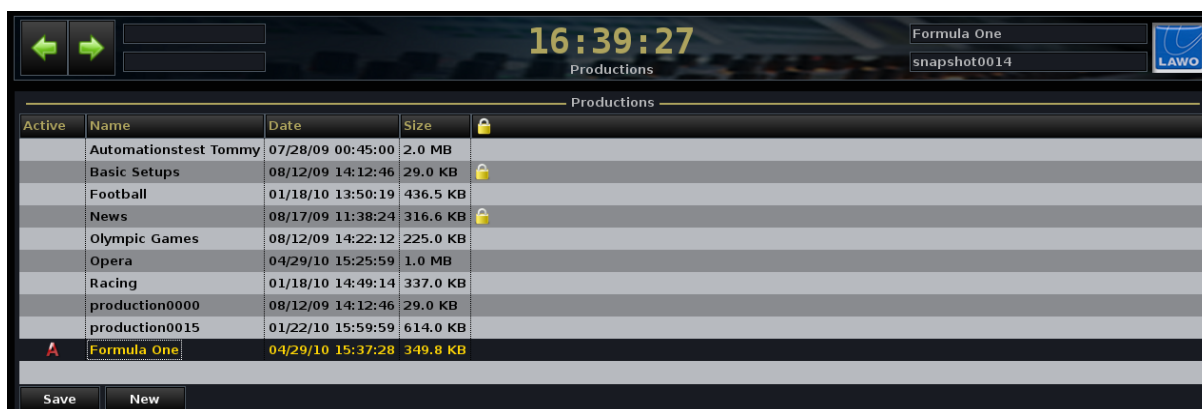 16:39:27
Productions
Formula One
snapshot0014
LAWO
Productions
Active Name Date Size
Automationstest Tommy 07/28/09 00:45:00 2.0 MB
Basic Setups 08/12/09 14:12:46 29.0 KB
Football 01/18/10 13:50:19 436.5 KB
News 08/17/09 11:38:24 316.6 KB
Olympic Games 08/12/09 14:22:12 225.0 KB
Opera 04/29/10 15:25:59 1.0 MB
Racing 01/18/10 14:49:14 337.0 KB
production0000 08/12/09 14:12:46 29.0 KB
production0015 01/22/10 15:59:59 614.0 KB
A Formula One 04/29/10 15:37:28 349.8 KB
Save New